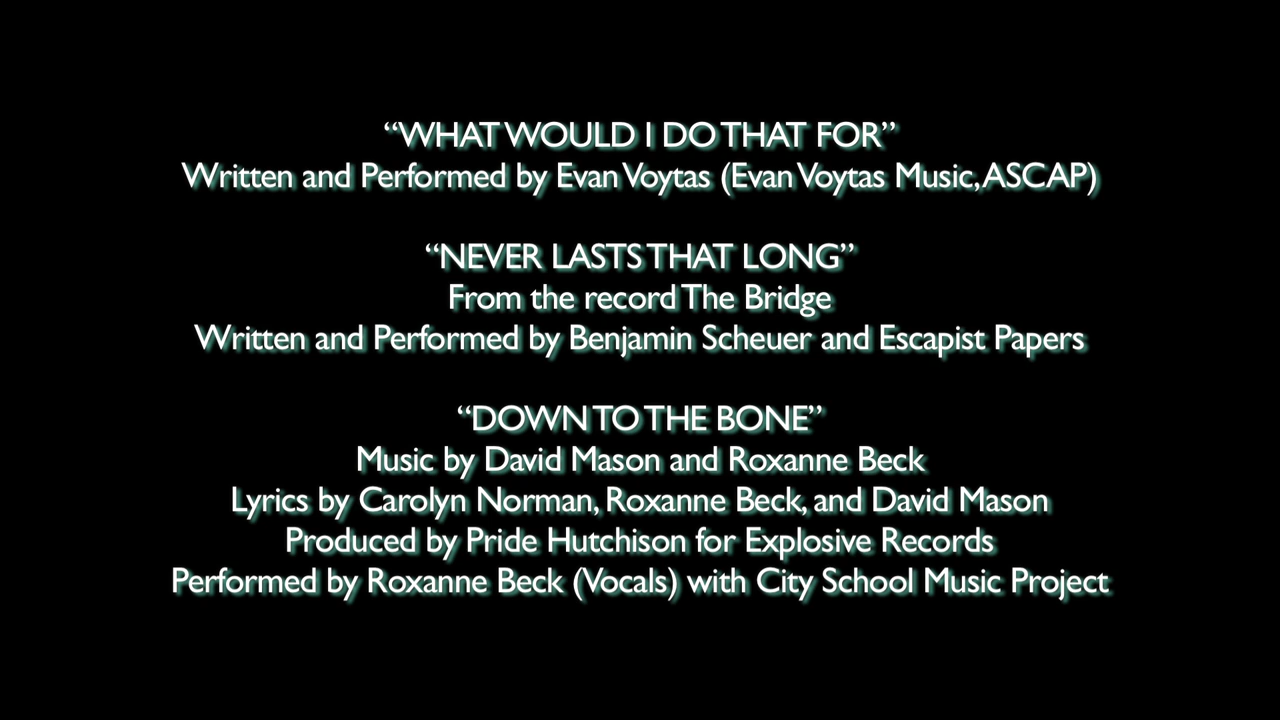 “WHAT WOULD I DO THAT FOR”
Written and Performed by Evan Voytas (Evan Voytas Music, ASCAP)
“NEVER LASTS THAT LONG”
From the record The Bridge
Written and Performed by Benjamin Scheuer and Escapist Papers
“DOWN TO THE BONE”
Music by David Mason and Roxanne Beck
Lyrics by Carolyn Norman, Roxanne Beck, and David Mason
Produced by Pride Hutchison for Explosive Records
Performed by Roxanne Beck (Vocals) with City School Music Project